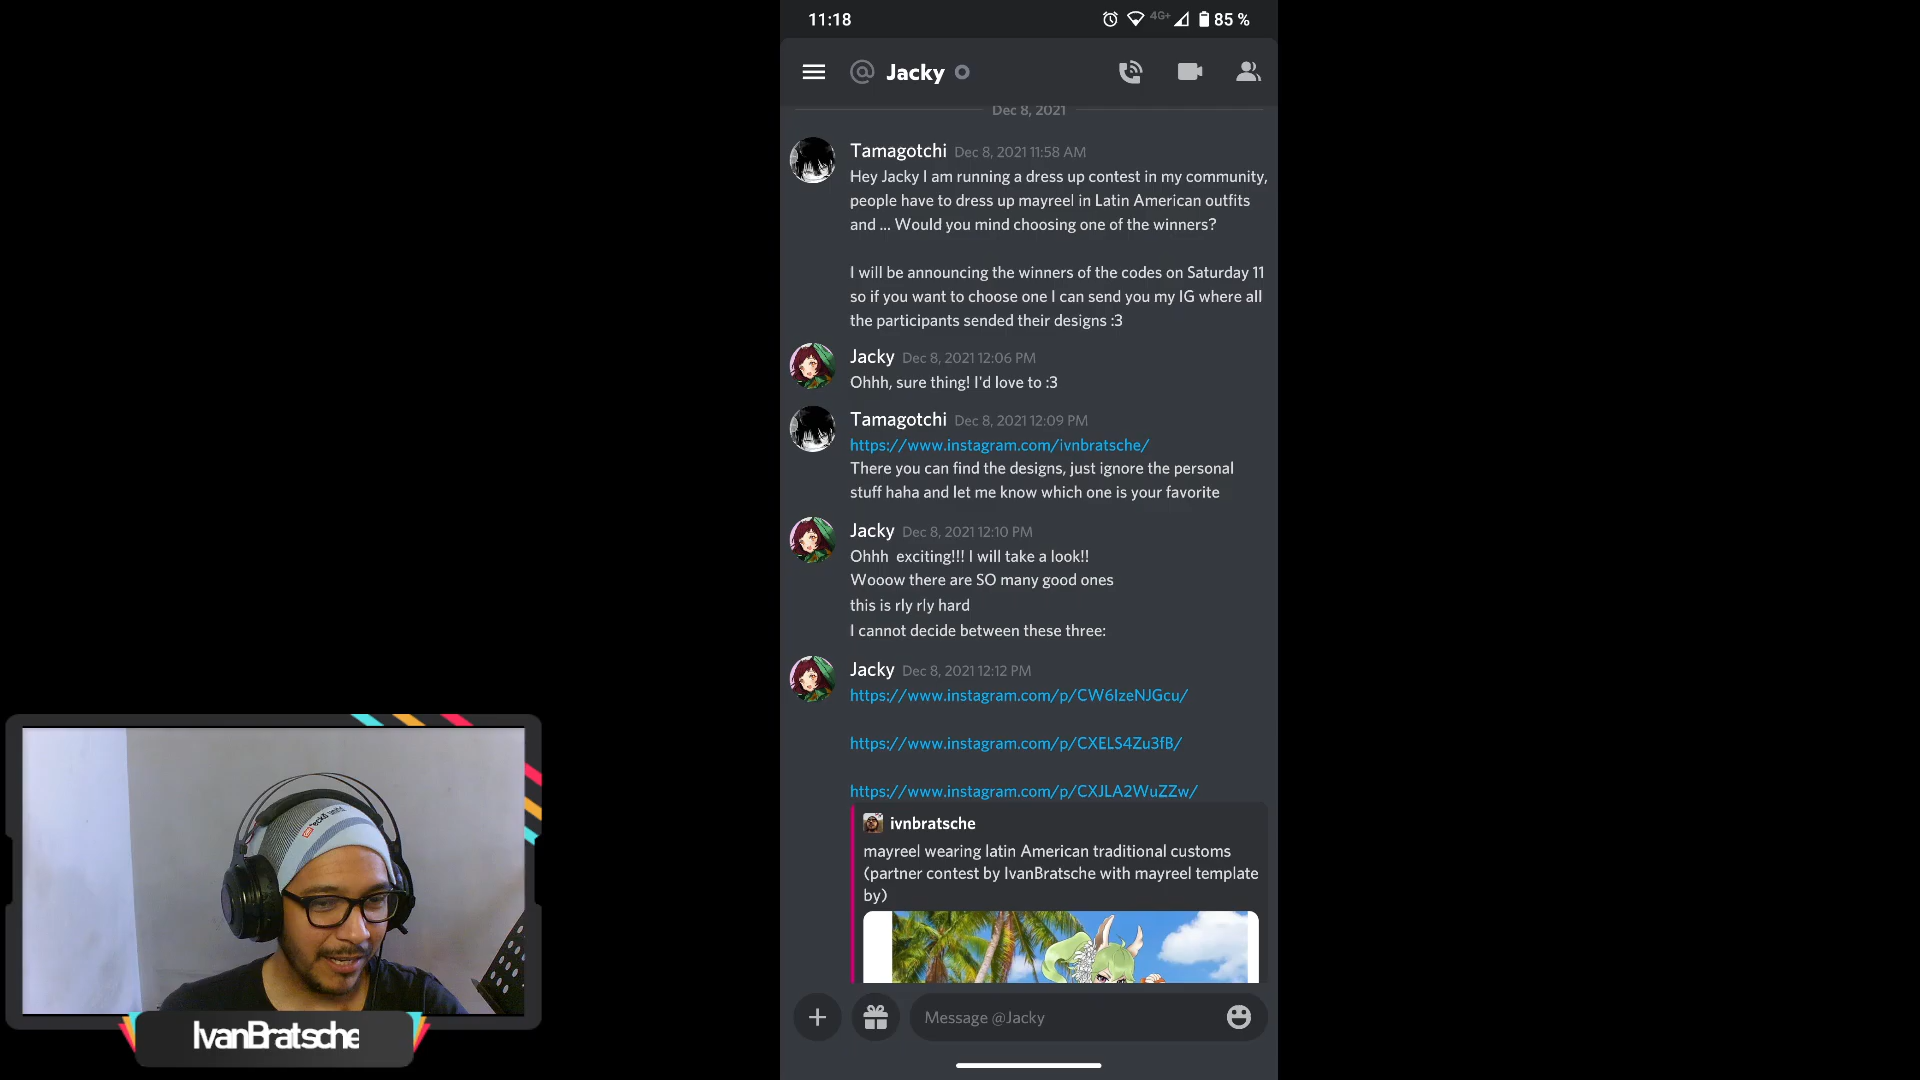 11:18
4G+
85 %
@ Jacky
Dec 8, 2021
Tamagotchi Dec 8, 2021 11:58 AM
Hey Jacky I am running a dress up contest in my community,
people have to dress up mayreel in Latin American outfits
and ... Would you mind choosing one of the winners?
I will be announcing the winners of the codes on Saturday 11
so if you want to choose one I can send you my IG where all
the participants sended their designs :3
Jacky Dec 8, 2021 12:06 PM
Ohhh, sure thing! I'd love to :3
Tamagotchi Dec 8, 2021 12:09 PM
https://www.instagram.com/ivnbratsche/
There you can find the designs, just ignore the personal
stuff haha and let me know which one is your favorite
Jacky Dec 8, 2021 12:10 PM
Ohhh exciting!!! I will take a look!!
Wooow there are SO many good ones
this is rly rly hard
I cannot decide between these three:
Jacky Dec 8, 2021 12:12 PM
https://www.instagram.com/p/CW6IzeNJGcu/
https://www.instagram.com/p/CXELS4Zu3fB/
https://www.instagram.com/p/CXJLA2WuZZw/
ivnbratsche
mayreel wearing latin American traditional customs
(partner contest by IvanBratsche with mayreel template
by)
Message @Jacky
IvanBratsche